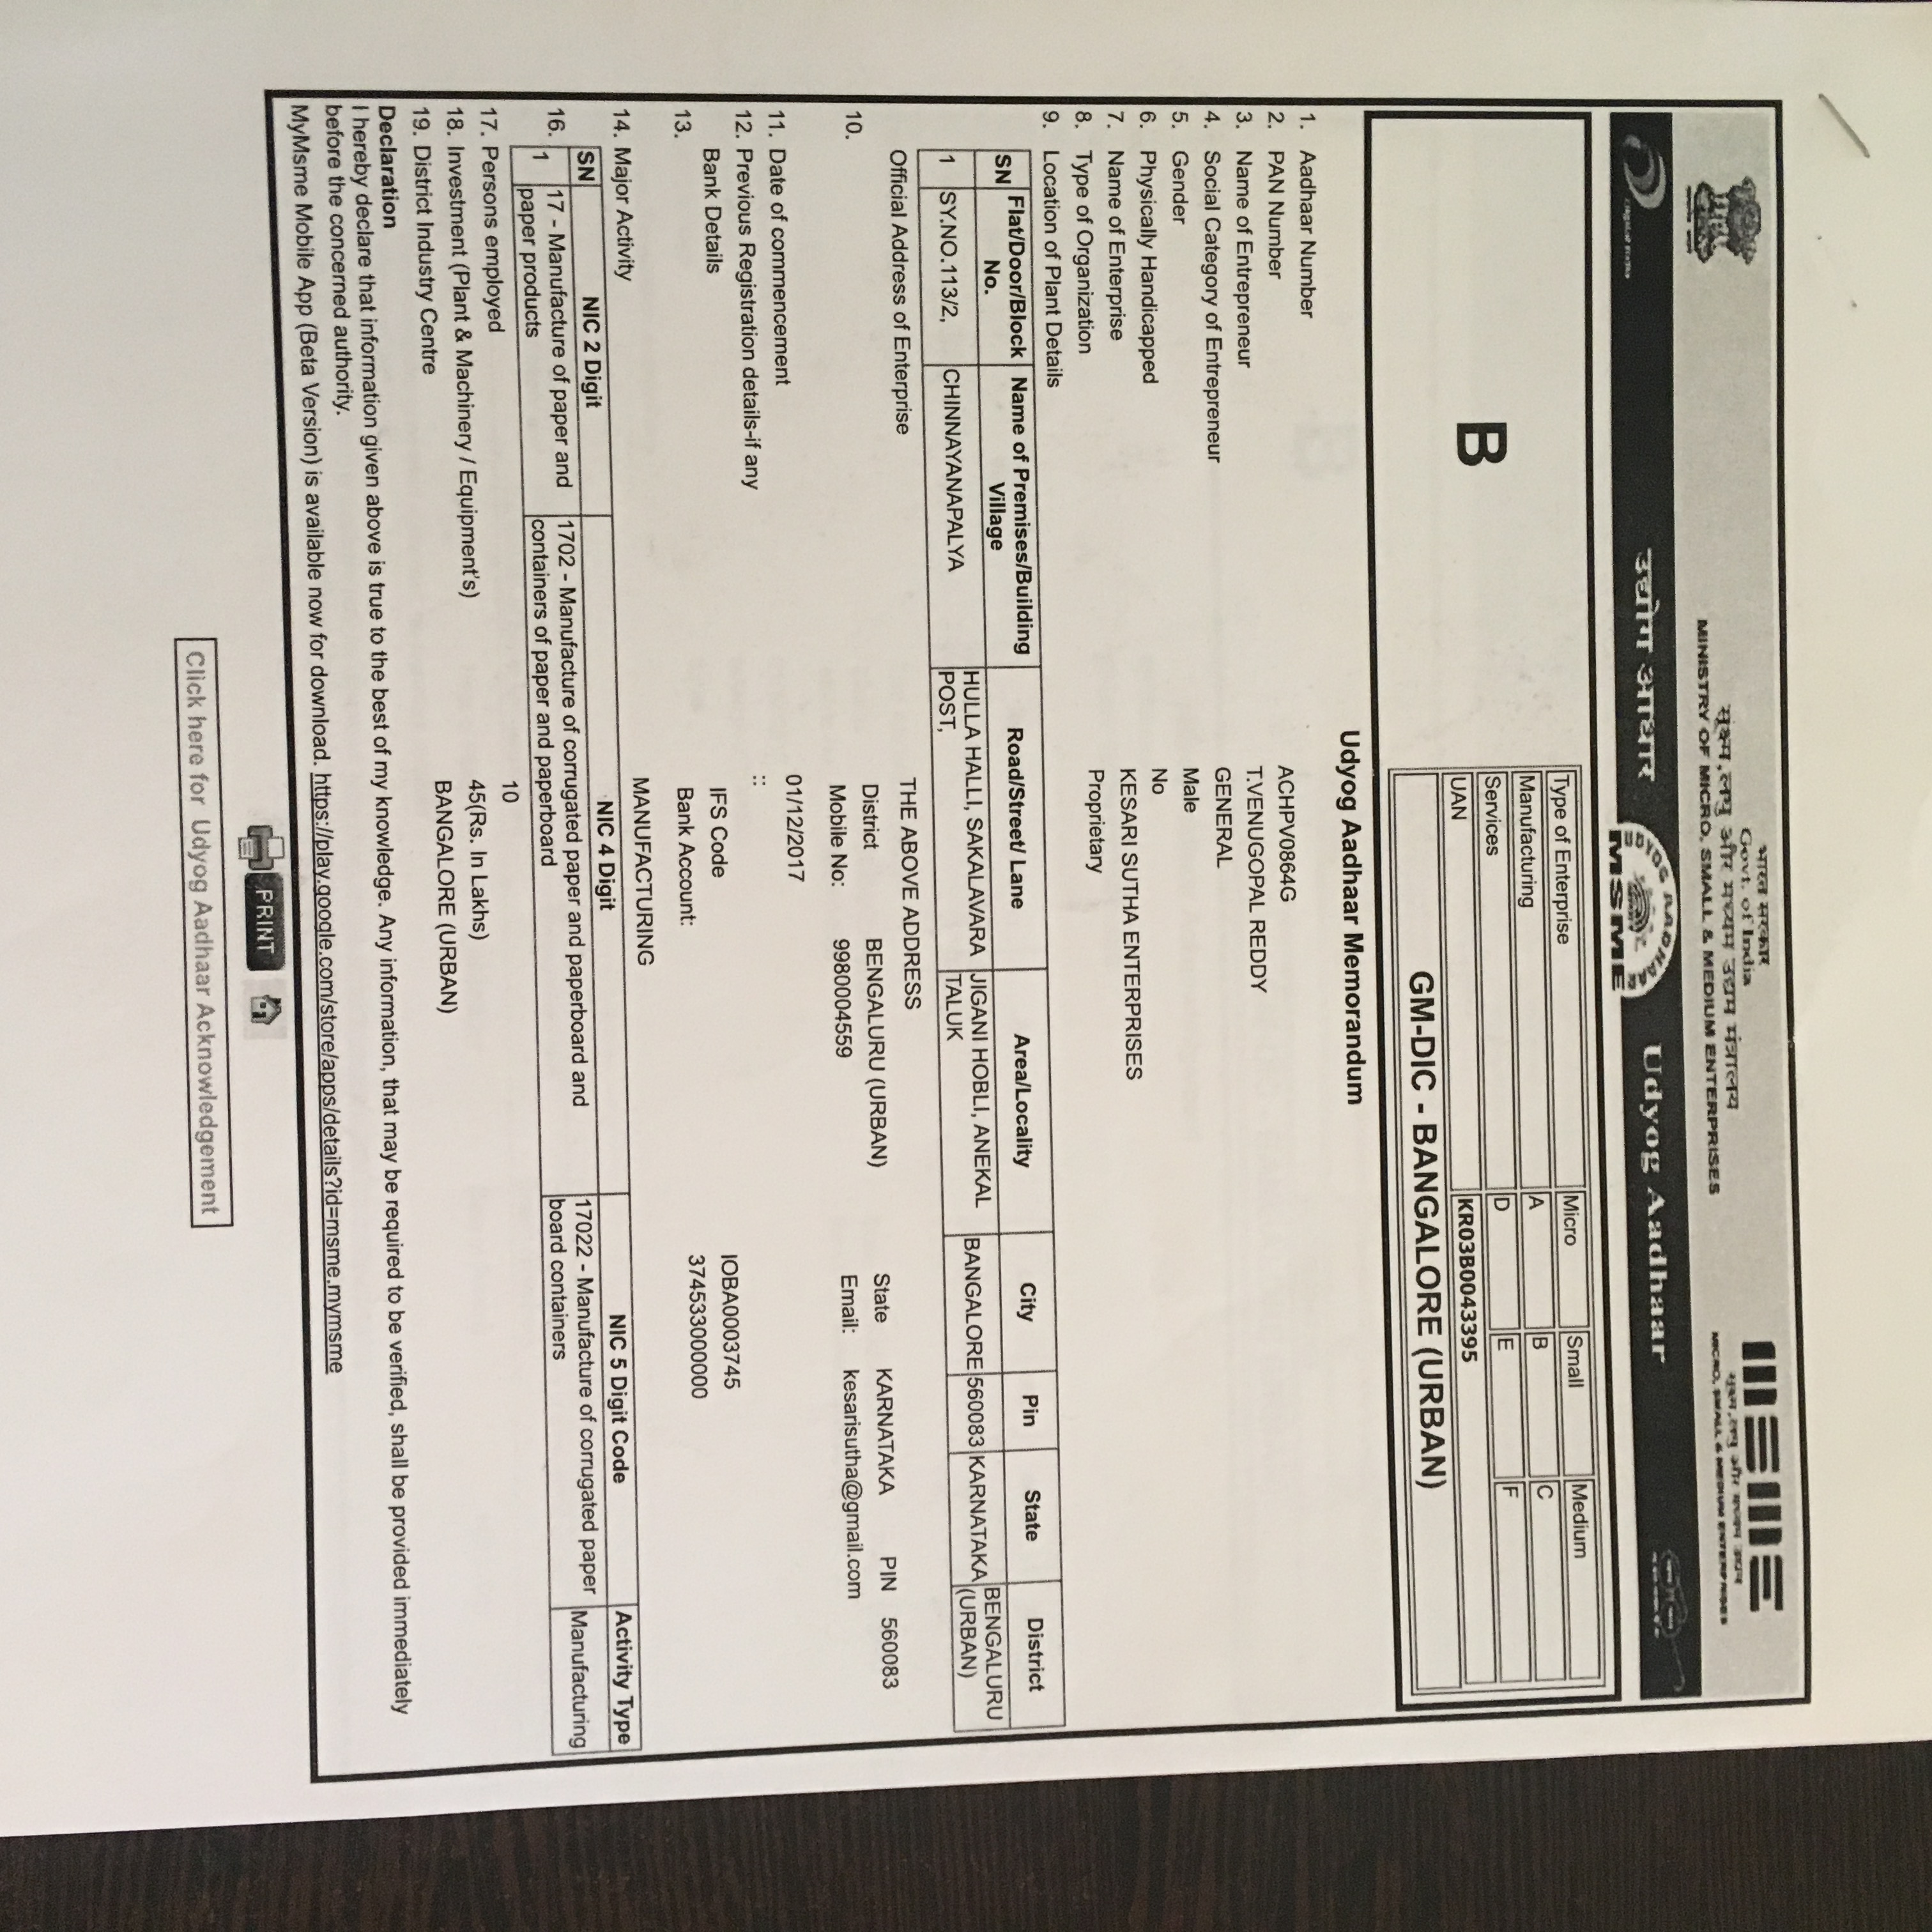 भारत सरकार
Govt. of India
सूक्ष्म, लघु और मध्यम उद्यम मंत्रालय
MINISTRY OF MICRO, SMALL & MEDIUM ENTERPRISES
सूक्ष्म, लघु और मध्यम उद्यम
MICRO, SMALL & MEDIUM ENTERPRISES
उद्योग आधार
UDYOG AADHAAR
MSME
Udyog Aadhaar
B
Type of Enterprise Micro Small Medium
Manufacturing A B C
Services D E F
UAN KR03B0043395
GM-DIC - BANGALORE (URBAN)
Udyog Aadhaar Memorandum
1. Aadhaar Number
2. PAN Number ACHPV0864G
3. Name of Entrepreneur T.VENUGOPAL REDDY
4. Social Category of Entrepreneur GENERAL
5. Gender Male
6. Physically Handicapped No
7. Name of Enterprise KESARI SUTHA ENTERPRISES
8. Type of Organization Proprietary
9. Location of Plant Details
SN Flat/Door/Block No. Name of Premises/Building Village Road/Street/ Lane Area/Locality City Pin State District
1 SY.NO.113/2, CHINNAYANAPALYA HULLA HALLI, SAKALAVARA POST, JIGANI HOBLI, ANEKAL TALUK BANGALORE 560083 KARNATAKA BENGALURU (URBAN)
Official Address of Enterprise THE ABOVE ADDRESS
10. District BENGALURU (URBAN) State KARNATAKA PIN 560083
Mobile No: 9980004559 Email: kesarisutha@gmail.com
11. Date of commencement 01/12/2017
12. Previous Registration details-if any ::
Bank Details IFS Code IOBA0003745
13. Bank Account: 374533000000
14. Major Activity MANUFACTURING
SN NIC 2 Digit NIC 4 Digit NIC 5 Digit Code Activity Type
16. 1 17 - Manufacture of paper and paper products 1702 - Manufacture of corrugated paper and paperboard and containers of paper and paperboard 17022 - Manufacture of corrugated paper board containers Manufacturing
17. Persons employed 10
18. Investment (Plant & Machinery / Equipment's) 45(Rs. In Lakhs)
19. District Industry Centre BANGALORE (URBAN)
Declaration
I hereby declare that information given above is true to the best of my knowledge. Any information, that may be required to be verified, shall be provided immediately
before the concerned authority.
MyMsme Mobile App (Beta Version) is available now for download. https://play.google.com/store/apps/details?id=msme.mymsme
PRINT
Click here for Udyog Aadhaar Acknowledgement